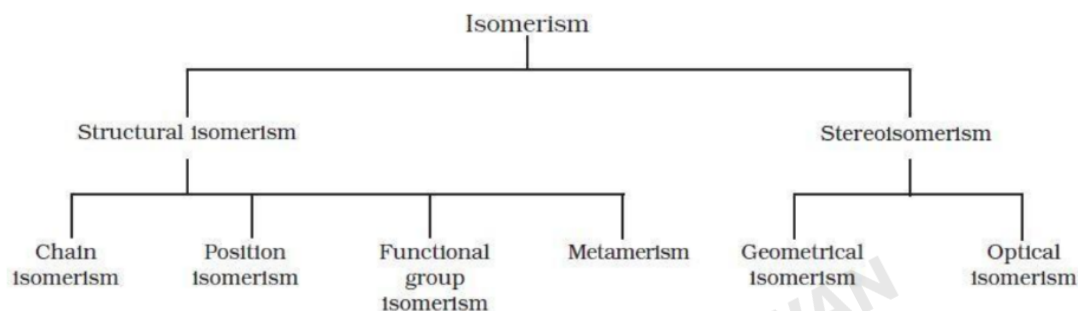 Isomerism
Structural isomerism
Stereoisomerism
Chain
isomerism
Position
isomerism
Functional
group
isomerism
Metamerism
Geometrical
isomerism
Optical
isomerism